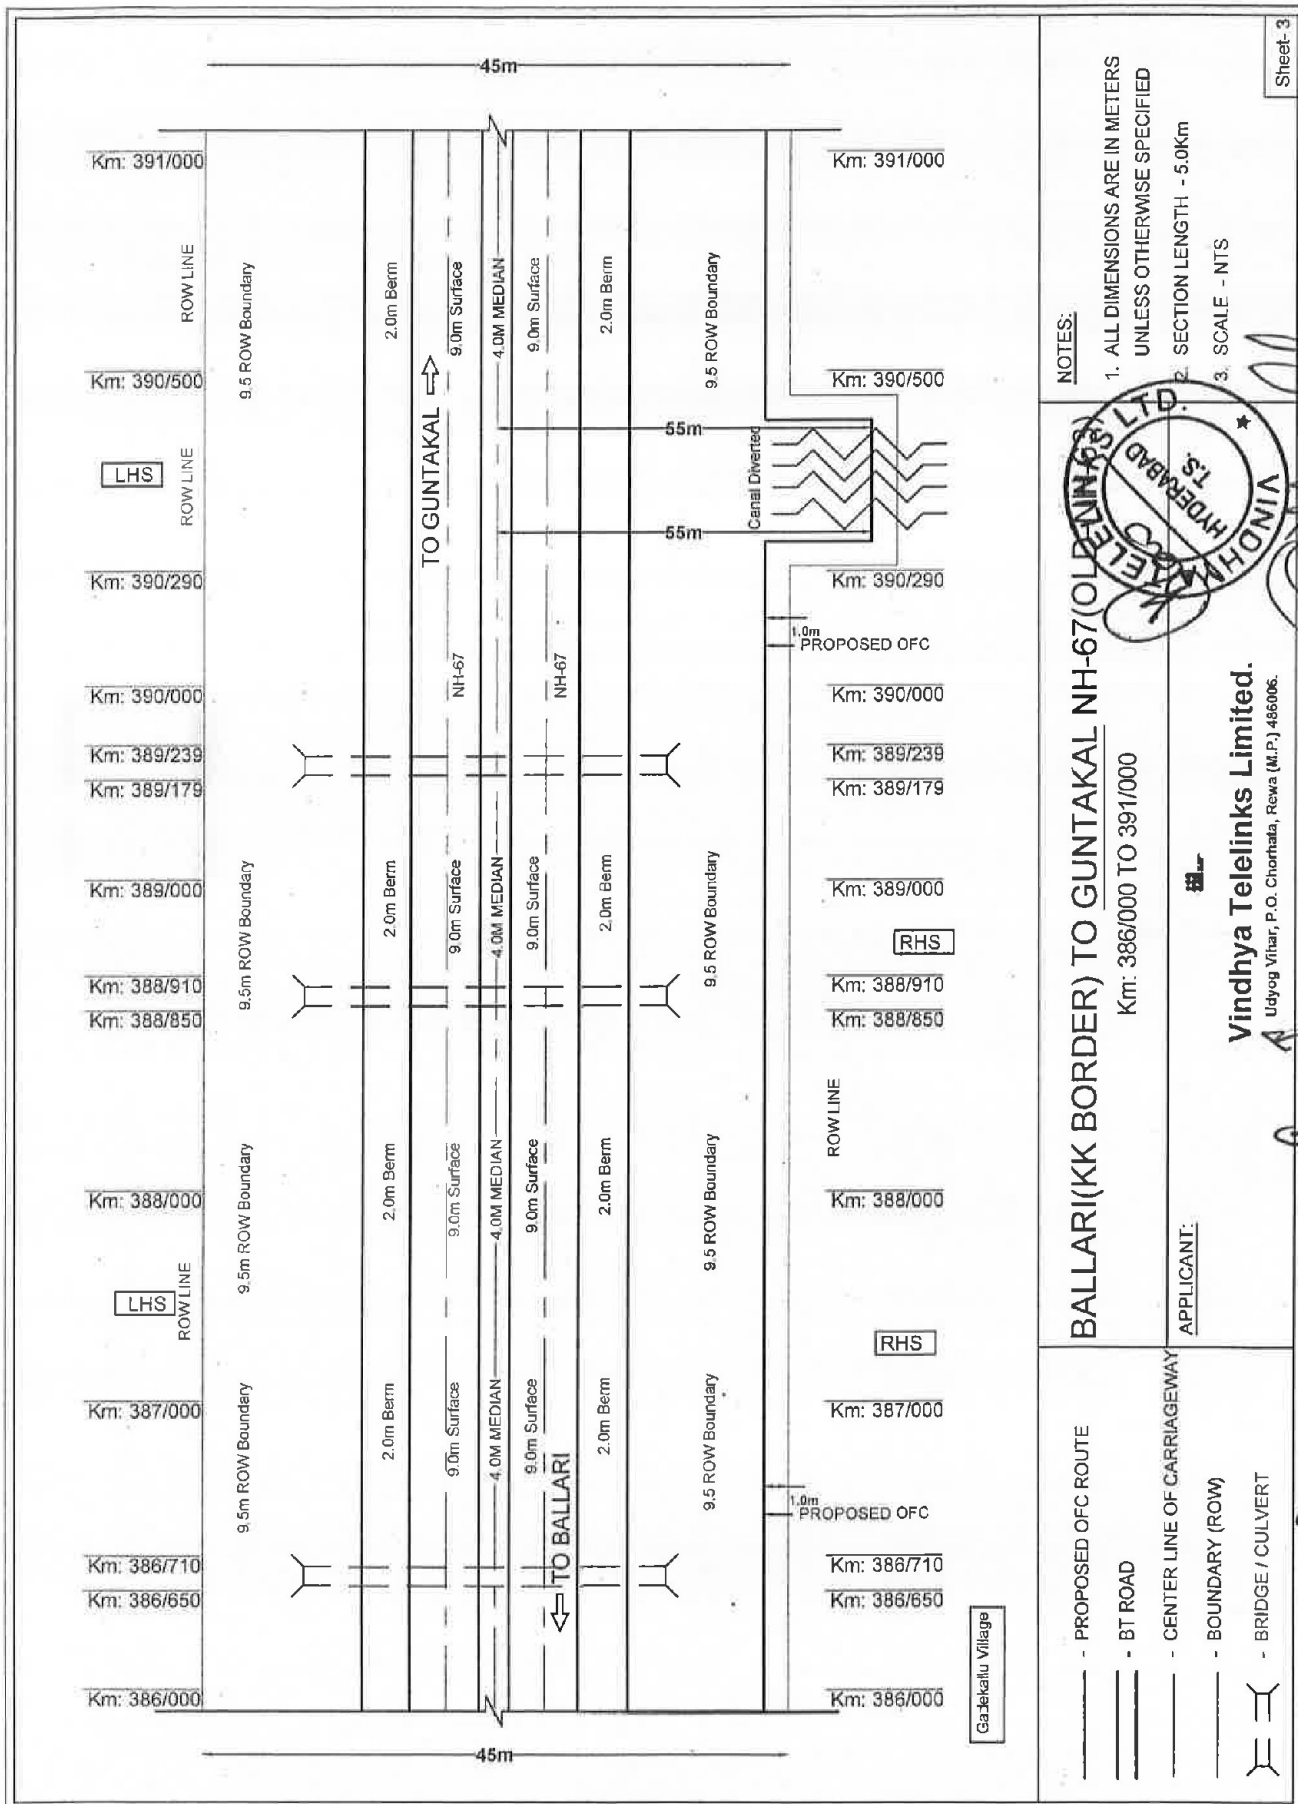 45m
Km: 391/000
Km: 391/000
ROW LINE
9.5 ROW Boundary
2.0m Berm
9.0m Surface
4.0M MEDIAN
9.0m Surface
2.0m Berm
9.5 ROW Boundary
Km: 390/500
Km: 390/500
TO GUNTAKAL
LHS
ROW LINE
55m
Canal Diverted
55m
Km: 390/290
Km: 390/290
1.0m
PROPOSED OFC
NH-67
NH-67
Km: 390/000
Km: 390/000
Km: 389/239
Km: 389/239
Km: 389/179
Km: 389/179
Km: 389/000
Km: 389/000
9.5m ROW Boundary
2.0m Berm
9.0m Surface
4.0M MEDIAN
9.0m Surface
2.0m Berm
9.5 ROW Boundary
RHS
Km: 388/910
Km: 388/910
Km: 388/850
Km: 388/850
ROW LINE
9.5m ROW Boundary
2.0m Berm
9.0m Surface
4.0M MEDIAN
9.0m Surface
2.0m Berm
9.5 ROW Boundary
Km: 388/000
Km: 388/000
LHS
ROW LINE
RHS
Km: 387/000
Km: 387/000
9.5m ROW Boundary
2.0m Berm
9.0m Surface
4.0M MEDIAN
9.0m Surface
2.0m Berm
9.5 ROW Boundary
1.0m
PROPOSED OFC
TO BALLARI
Km: 386/710
Km: 386/710
Km: 386/650
Km: 386/650
Gadekallu Village
Km: 386/000
Km: 386/000
45m
- PROPOSED OFC ROUTE
- BT ROAD
- CENTER LINE OF CARRIAGEWAY
- BOUNDARY (ROW)
- BRIDGE / CULVERT
BALLARI(KK BORDER) TO GUNTAKAL NH-67(OLD
Km: 386/000 TO 391/000
APPLICANT:
Vindhya Telelinks Limited.
Udyog Vihar, P.O. Chorhata, Rewa (M.P.) 486006.
VINDHYA TELELINKS LTD.
HYDERABAD
T.S.
NOTES:
1. ALL DIMENSIONS ARE IN METERS
UNLESS OTHERWISE SPECIFIED
2. SECTION LENGTH - 5.0Km
3. SCALE - NTS
Sheet- 3